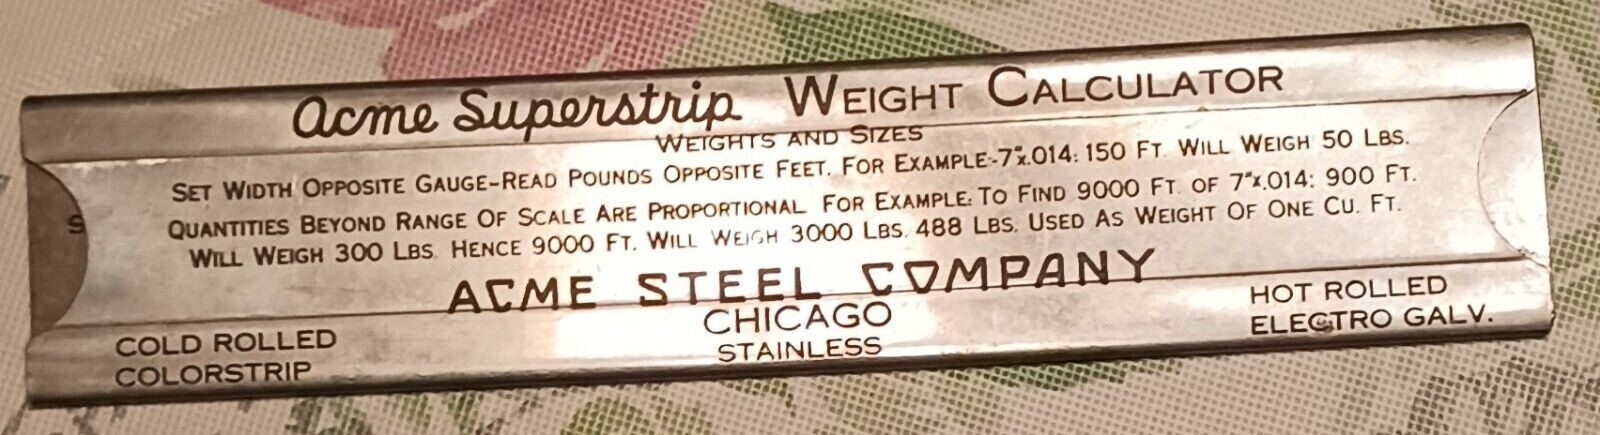 Acme Superstrip WEIGHT CALCULATOR
WEIGHTS AND SIZES
SET WIDTH OPPOSITE GAUGE-READ POUNDS OPPOSITE FEET. FOR EXAMPLE:-7"x.014: 150 FT. WILL WEIGH 50 LBS.
QUANTITIES BEYOND RANGE OF SCALE ARE PROPORTIONAL FOR EXAMPLE: TO FIND 9000 FT. OF 7"x.014: 900 FT.
WILL WEIGH 300 LBS. HENCE 9000 FT. WILL WEIGH 3000 LBS. 488 LBS. USED AS WEIGHT OF ONE CU. FT.
ACME STEEL COMPANY
CHICAGO
COLD ROLLED
COLORSTRIP
STAINLESS
HOT ROLLED
ELECTRO GALV.
S